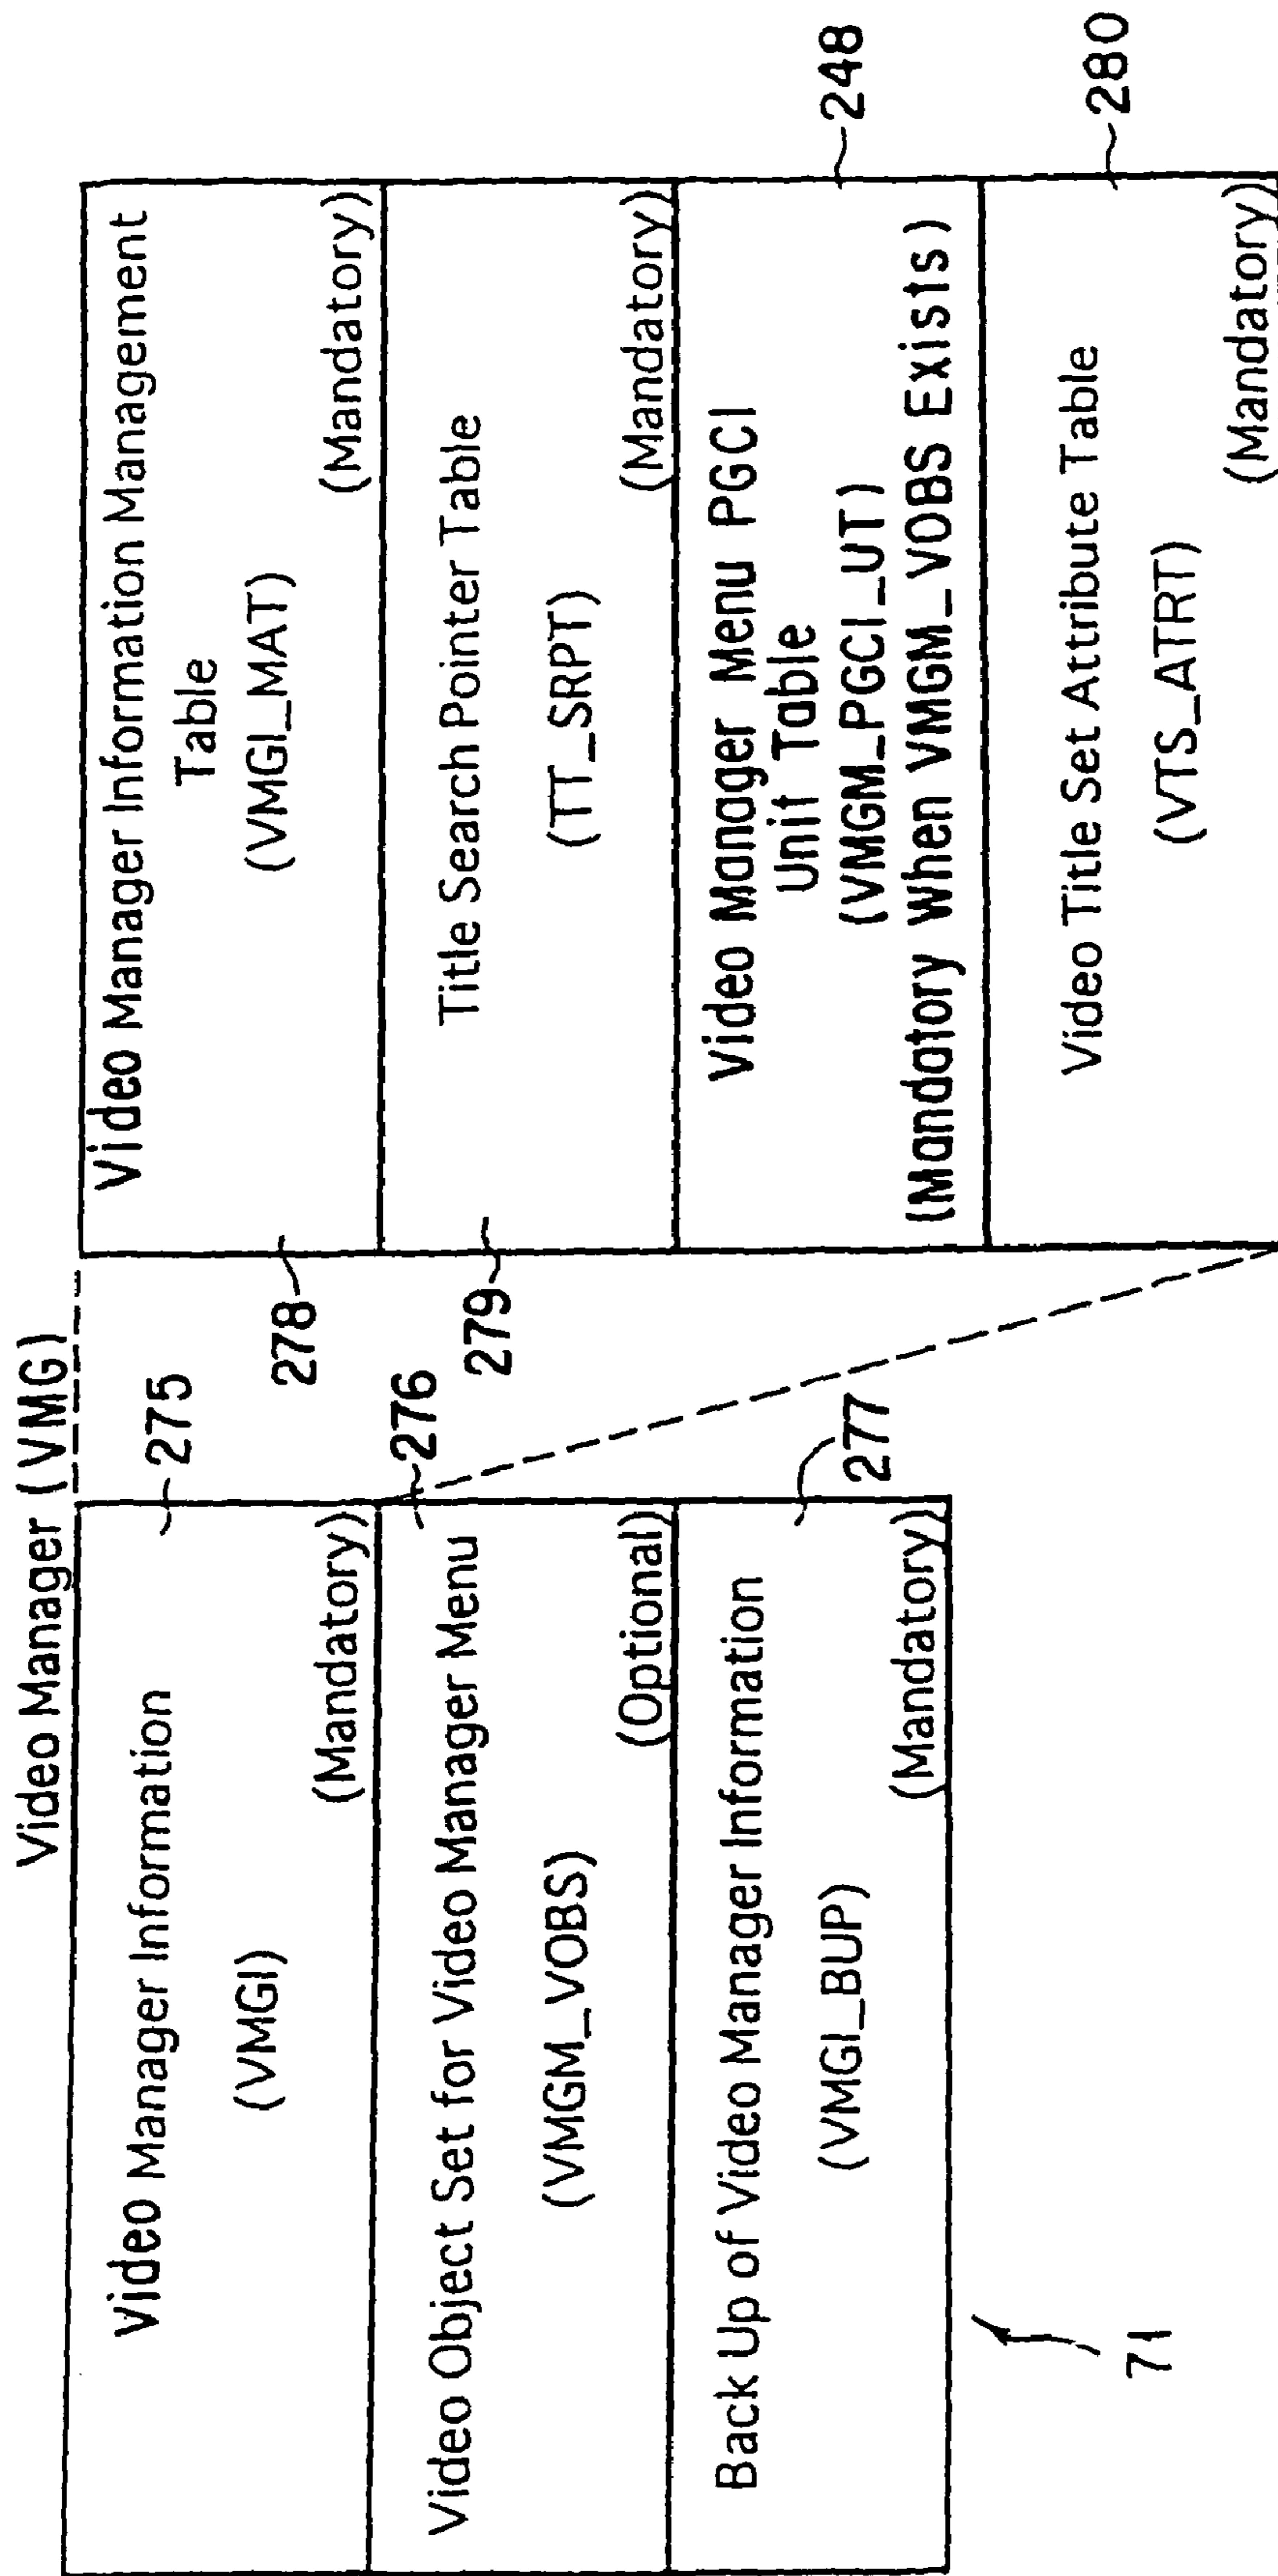 Video Manager (VMG)
275
Video Manager Information
(VMGI)
(Mandatory)
276
Video Object Set for Video Manager Menu
(VMGM_VOBS)
(Optional)
277
Back Up of Video Manager Information
(VMGI_BUP)
(Mandatory)
71
278
Video Manager Information Management
Table
(VMGI_MAT)
(Mandatory)
279
Title Search Pointer Table
(TT_SRPT)
(Mandatory)
248
Video Manager Menu PGCI
Unit Table
(VMGM_PGCI_UT)
(Mandatory When VMGM_VOBS Exists)
280
Video Title Set Attribute Table
(VTS_ATRT)
(Mandatory)